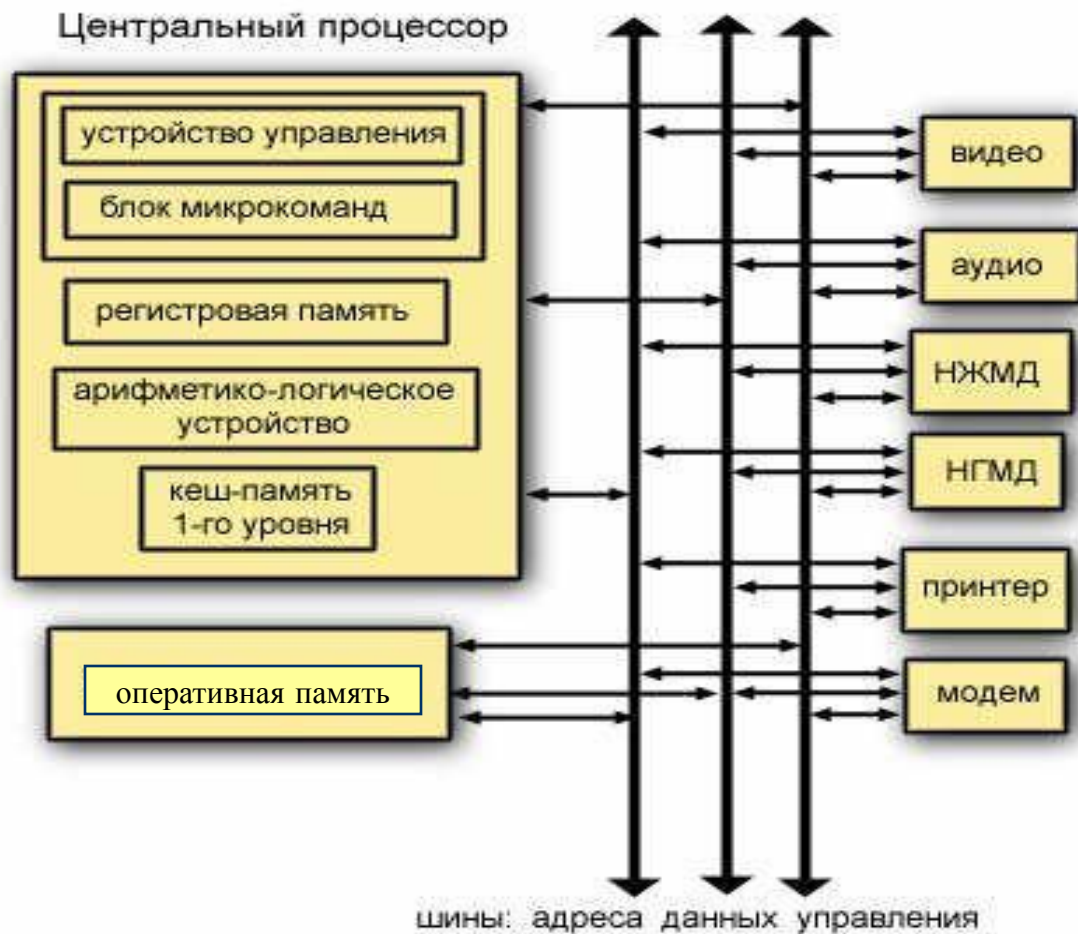 Центральный процессор
устройство управления
блок микрокоманд
регистровая память
арифметико-логическое
устройство
кеш-память
1-го уровня
оперативная память
видео
аудио
НЖМД
НГМД
принтер
модем
шины: адреса данных управления